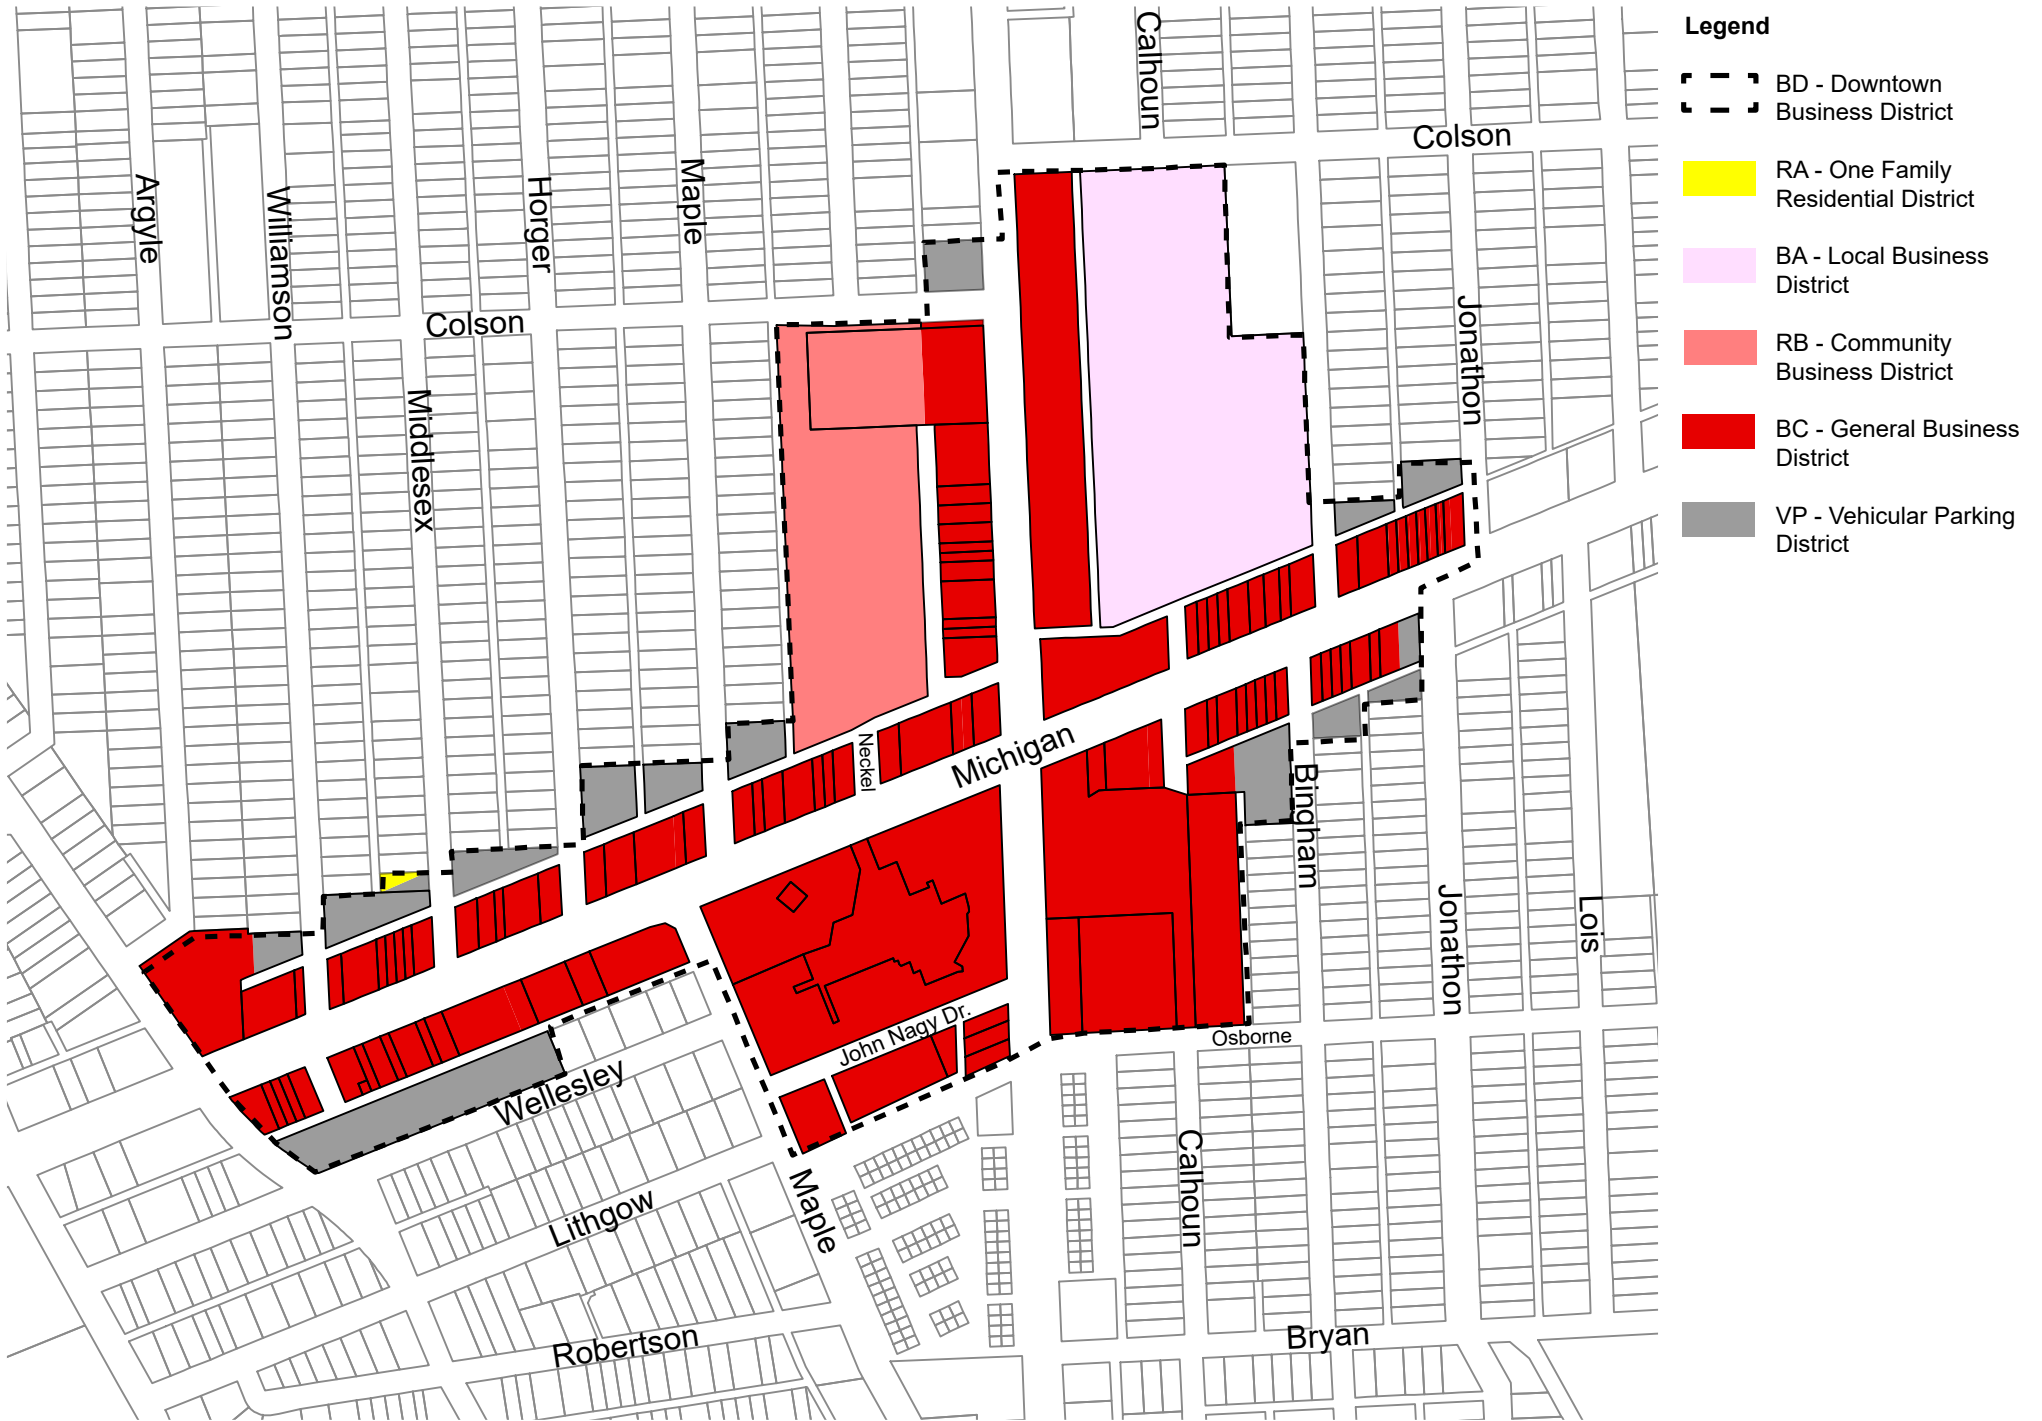 Legend
BD - Downtown
Business District
RA - One Family
Residential District
BA - Local Business
District
RB - Community
Business District
BC - General Business
District
VP - Vehicular Parking
District
Calhoun
Colson
Argyle
Williamson
Horger
Maple
Colson
Jonathon
Middlesex
Neckel
Michigan
Bingham
Jonathon
Lois
John Nagy Dr.
Osborne
Wellesley
Calhoun
Maple
Lithgow
Robertson
Bryan